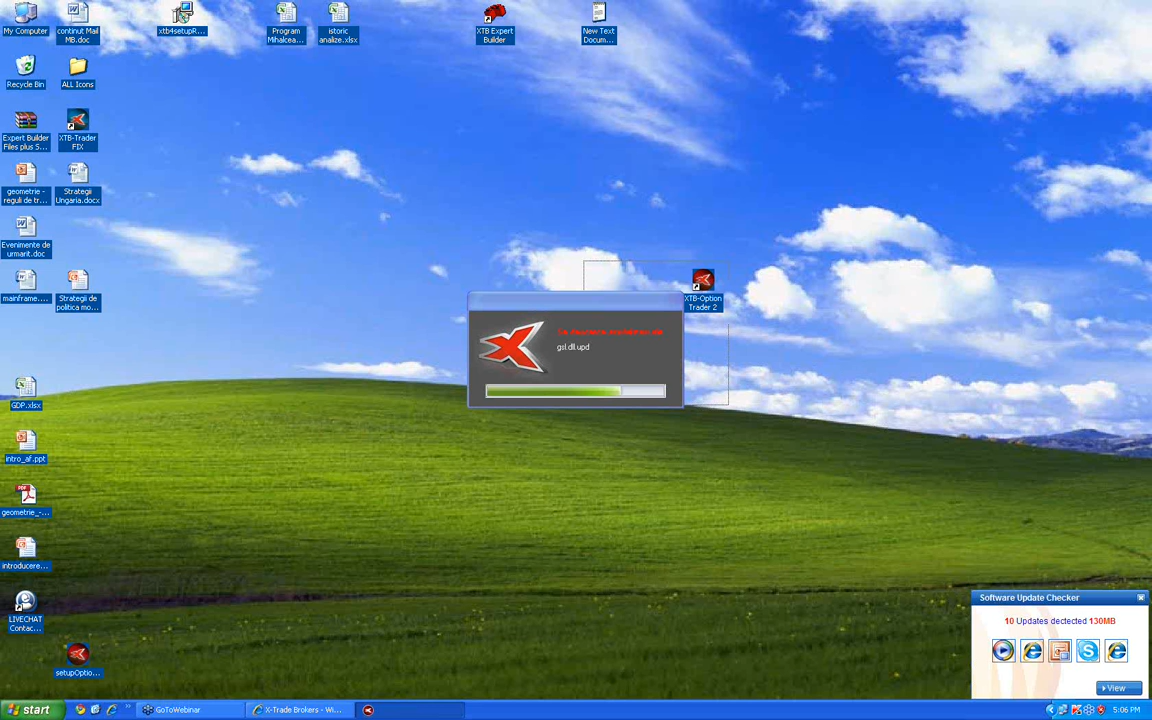 My Computer
continut Mail
MB.doc
xtb4setupR...
Program
Mihalcea...
istoric
analize.xlsx
XTB Expert
Builder
New Text
Docum...
Recycle Bin
ALL Icons
Expert Builder
Files plus S...
XTB-Trader
FIX
geometrie -
reguli de tr...
Strategii
Ungaria.docx
Evenimente de
urmarit.doc
mainframe....
Strategii de
politica mo...
XTB-Option
Trader 2
gsl.dll.upd
GDP.xlsx
intro_af.ppt
geometrie_-...
introducere...
LIVECHAT
Contac...
setupOptio...
Software Update Checker
10 Updates dectected 130MB
View
start
GoToWebinar
X-Trade Brokers - Wi...
5:06 PM